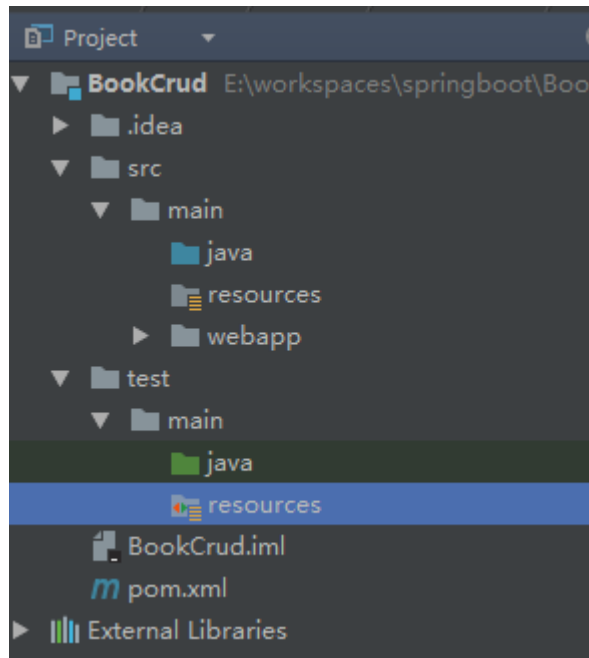 Project
BookCrud E:\workspaces\springboot\Boo
.idea
src
main
java
resources
webapp
test
main
java
resources
BookCrud.iml
m pom.xml
External Libraries